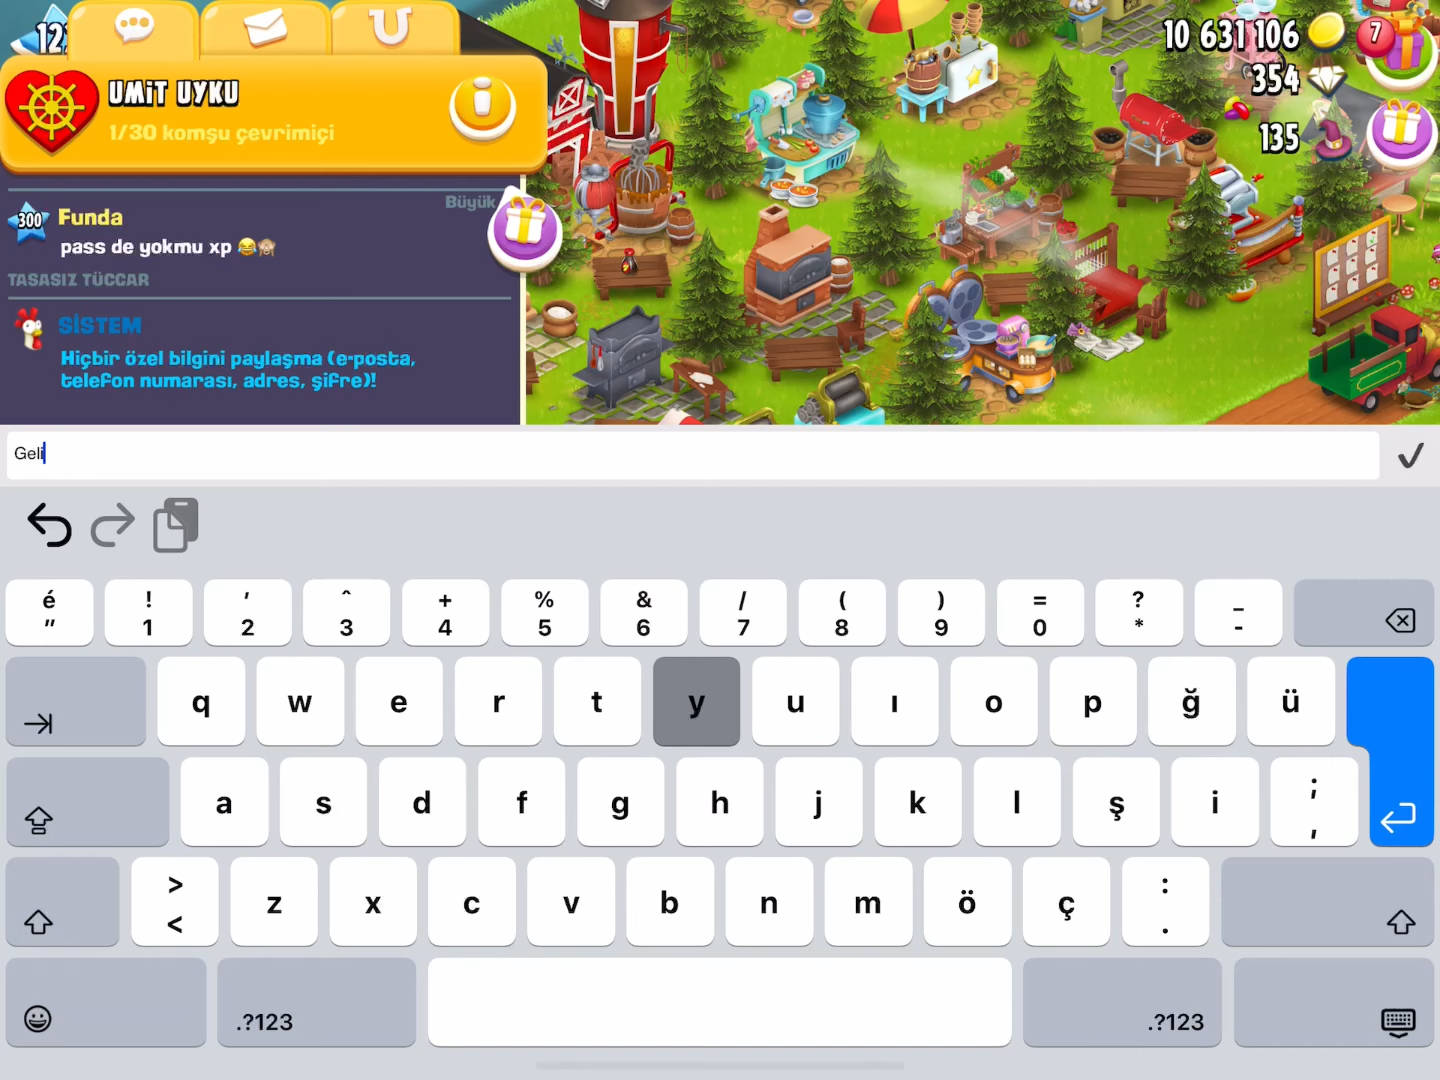 12
UMiT UYKU
1/30 komşu çevrimiçi
10 631 106
7
354
135
Büyük
300
Funda
pass de yokmu xp 😂🙈
TASASIZ TÜCCAR
SİSTEM
Hiçbir özel bilgini paylaşma (e-posta,
telefon numarası, adres, şifre)!
Geli
é ! ' ^ + % & / ( ) = ? _
" 1 2 3 4 5 6 7 8 9 0 * -
q w e r t y u ı o p ğ ü
a s d f g h j k l ş i ; ,
> < z x c v b n m ö ç : .
.?123 .?123